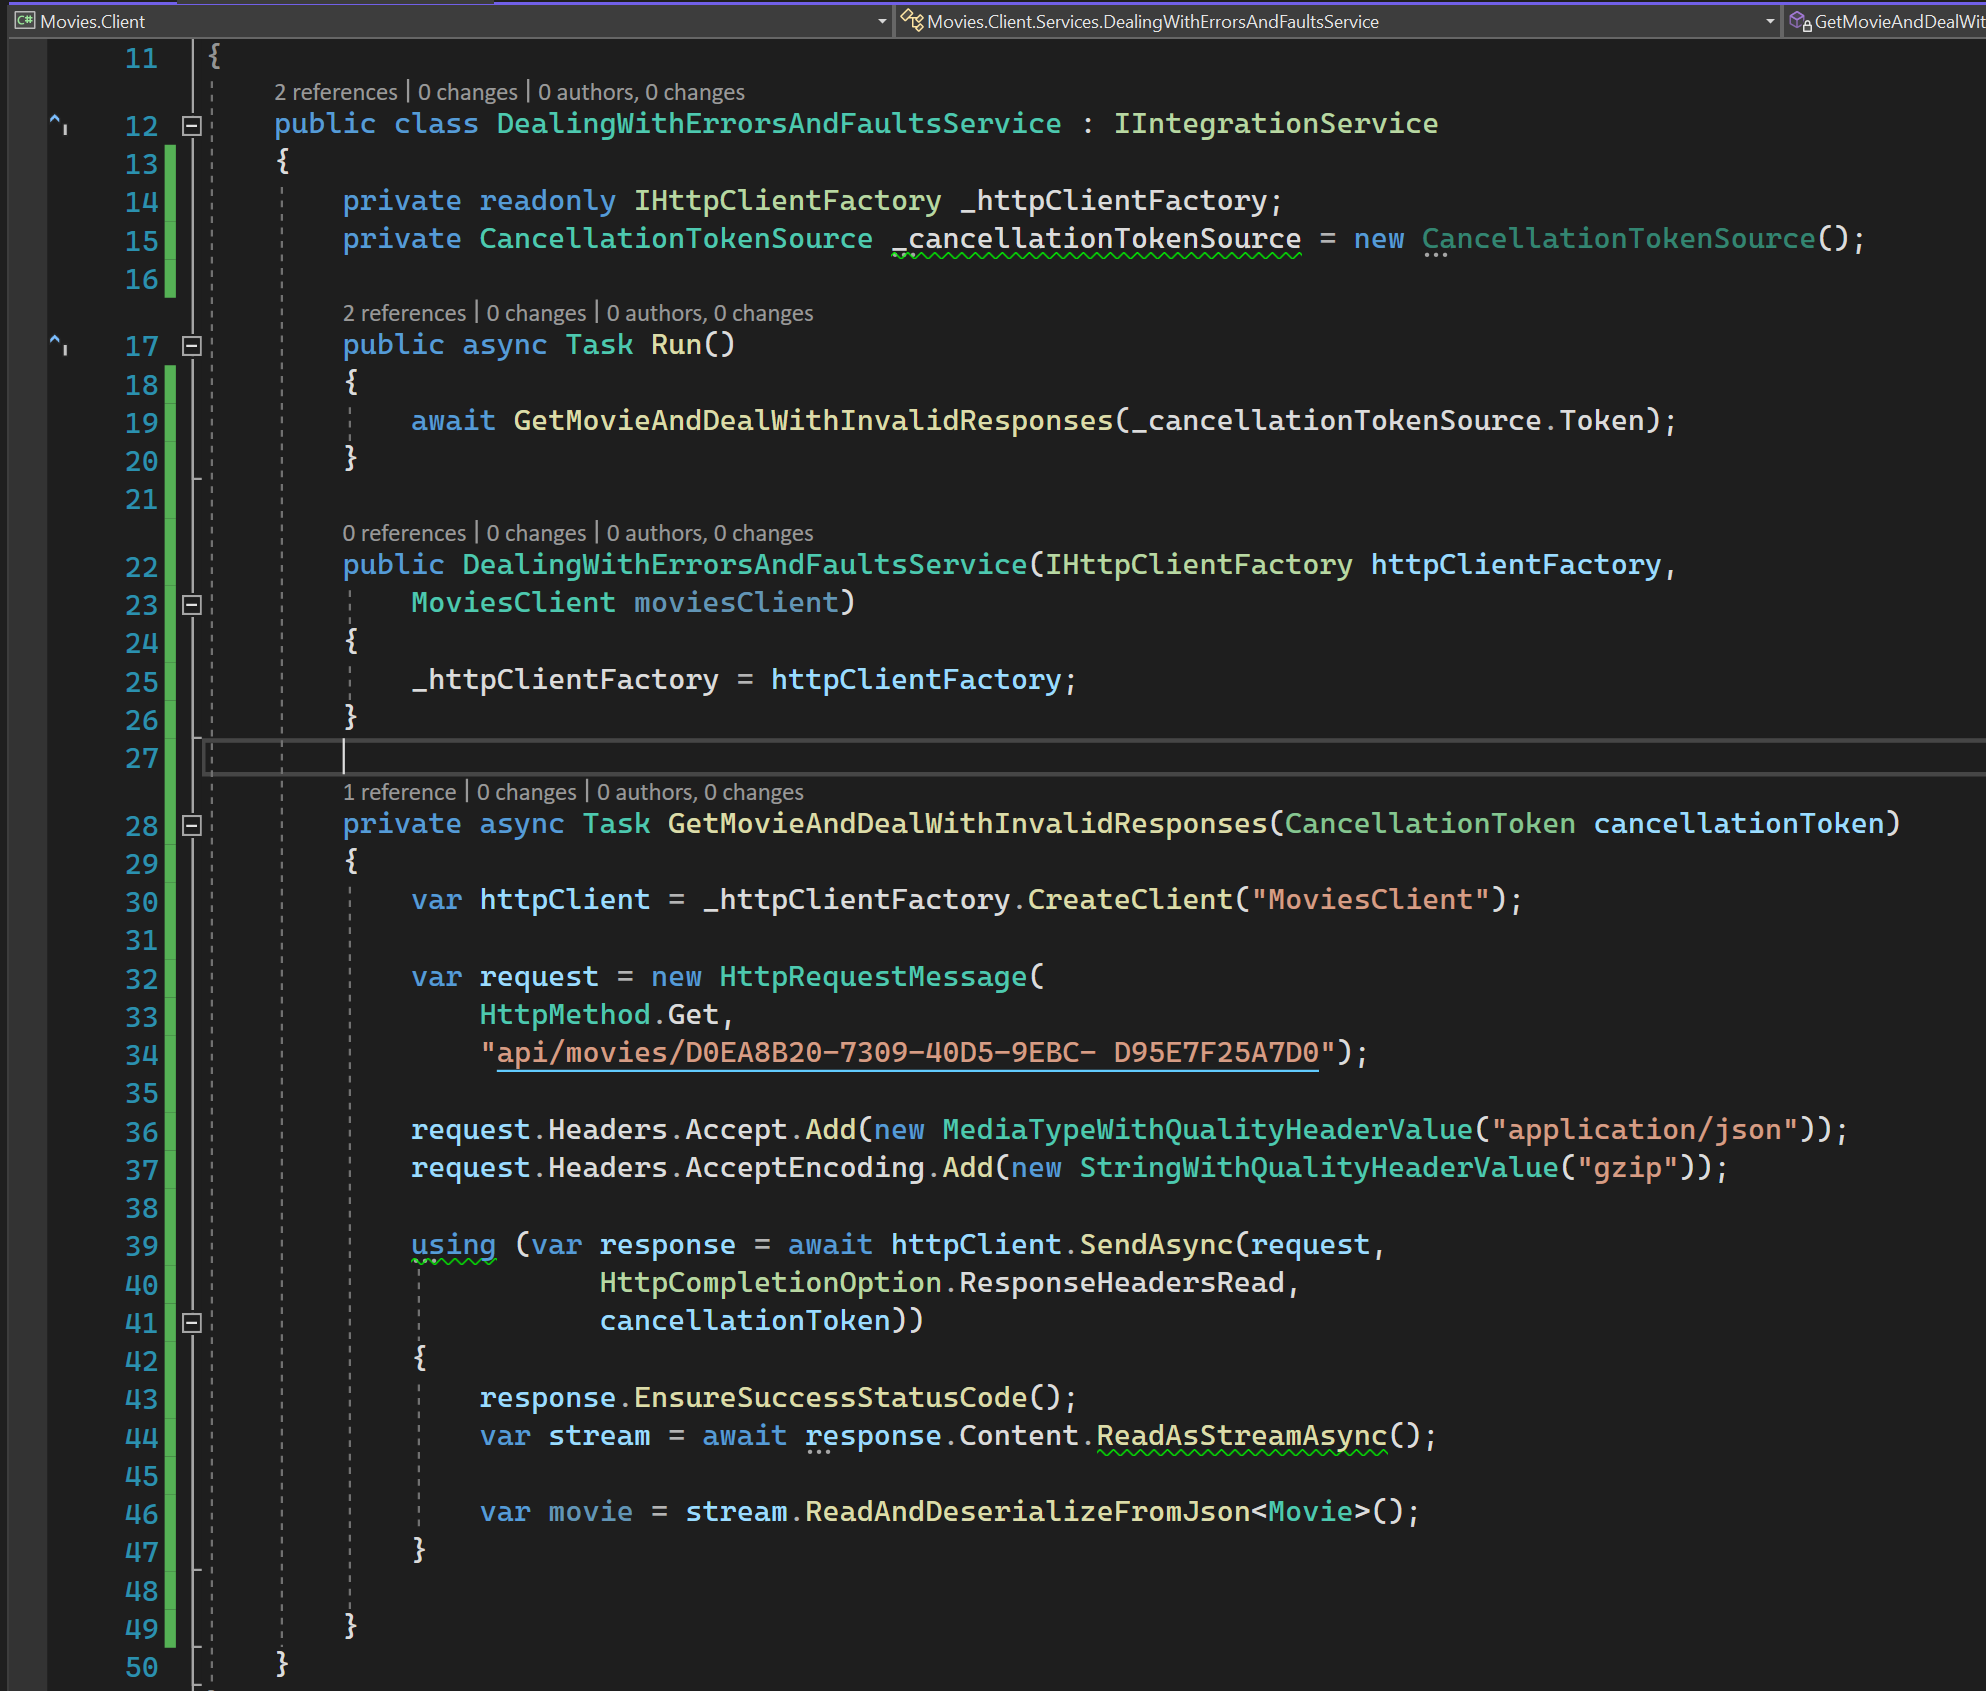 Movies.Client
Movies.Client.Services.DealingWithErrorsAndFaultsService
GetMovieAndDealWit
11 {
2 references | 0 changes | 0 authors, 0 changes
12 public class DealingWithErrorsAndFaultsService : IIntegrationService
13 {
14 private readonly IHttpClientFactory _httpClientFactory;
15 private CancellationTokenSource _cancellationTokenSource = new CancellationTokenSource();
16
2 references | 0 changes | 0 authors, 0 changes
17 public async Task Run()
18 {
19 await GetMovieAndDealWithInvalidResponses(_cancellationTokenSource.Token);
20 }
21
0 references | 0 changes | 0 authors, 0 changes
22 public DealingWithErrorsAndFaultsService(IHttpClientFactory httpClientFactory,
23 MoviesClient moviesClient)
24 {
25 _httpClientFactory = httpClientFactory;
26 }
27
1 reference | 0 changes | 0 authors, 0 changes
28 private async Task GetMovieAndDealWithInvalidResponses(CancellationToken cancellationToken)
29 {
30 var httpClient = _httpClientFactory.CreateClient("MoviesClient");
31
32 var request = new HttpRequestMessage(
33 HttpMethod.Get,
34 "api/movies/D0EA8B20-7309-40D5-9EBC- D95E7F25A7D0");
35
36 request.Headers.Accept.Add(new MediaTypeWithQualityHeaderValue("application/json"));
37 request.Headers.AcceptEncoding.Add(new StringWithQualityHeaderValue("gzip"));
38
39 using (var response = await httpClient.SendAsync(request,
40 HttpCompletionOption.ResponseHeadersRead,
41 cancellationToken))
42 {
43 response.EnsureSuccessStatusCode();
44 var stream = await response.Content.ReadAsStreamAsync();
45
46 var movie = stream.ReadAndDeserializeFromJson<Movie>();
47 }
48
49 }
50 }